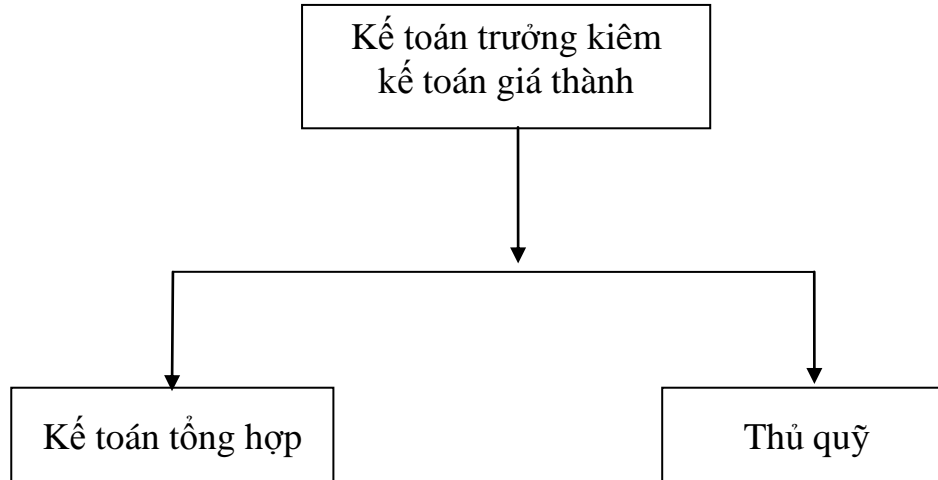 Kế toán trưởng kiêm
kế toán giá thành
Kế toán tổng hợp
Thủ quỹ